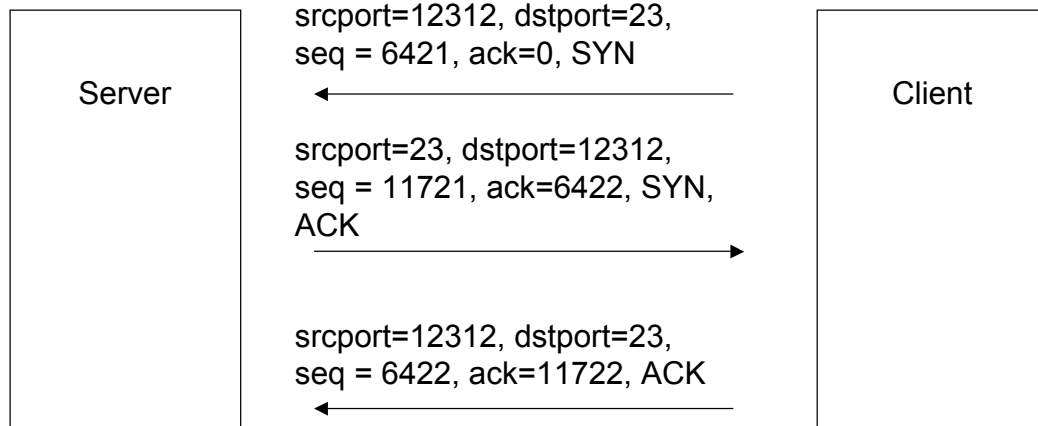 srcport=12312, dstport=23,
seq = 6421, ack=0, SYN
Server
Client
srcport=23, dstport=12312,
seq = 11721, ack=6422, SYN,
ACK
srcport=12312, dstport=23,
seq = 6422, ack=11722, ACK